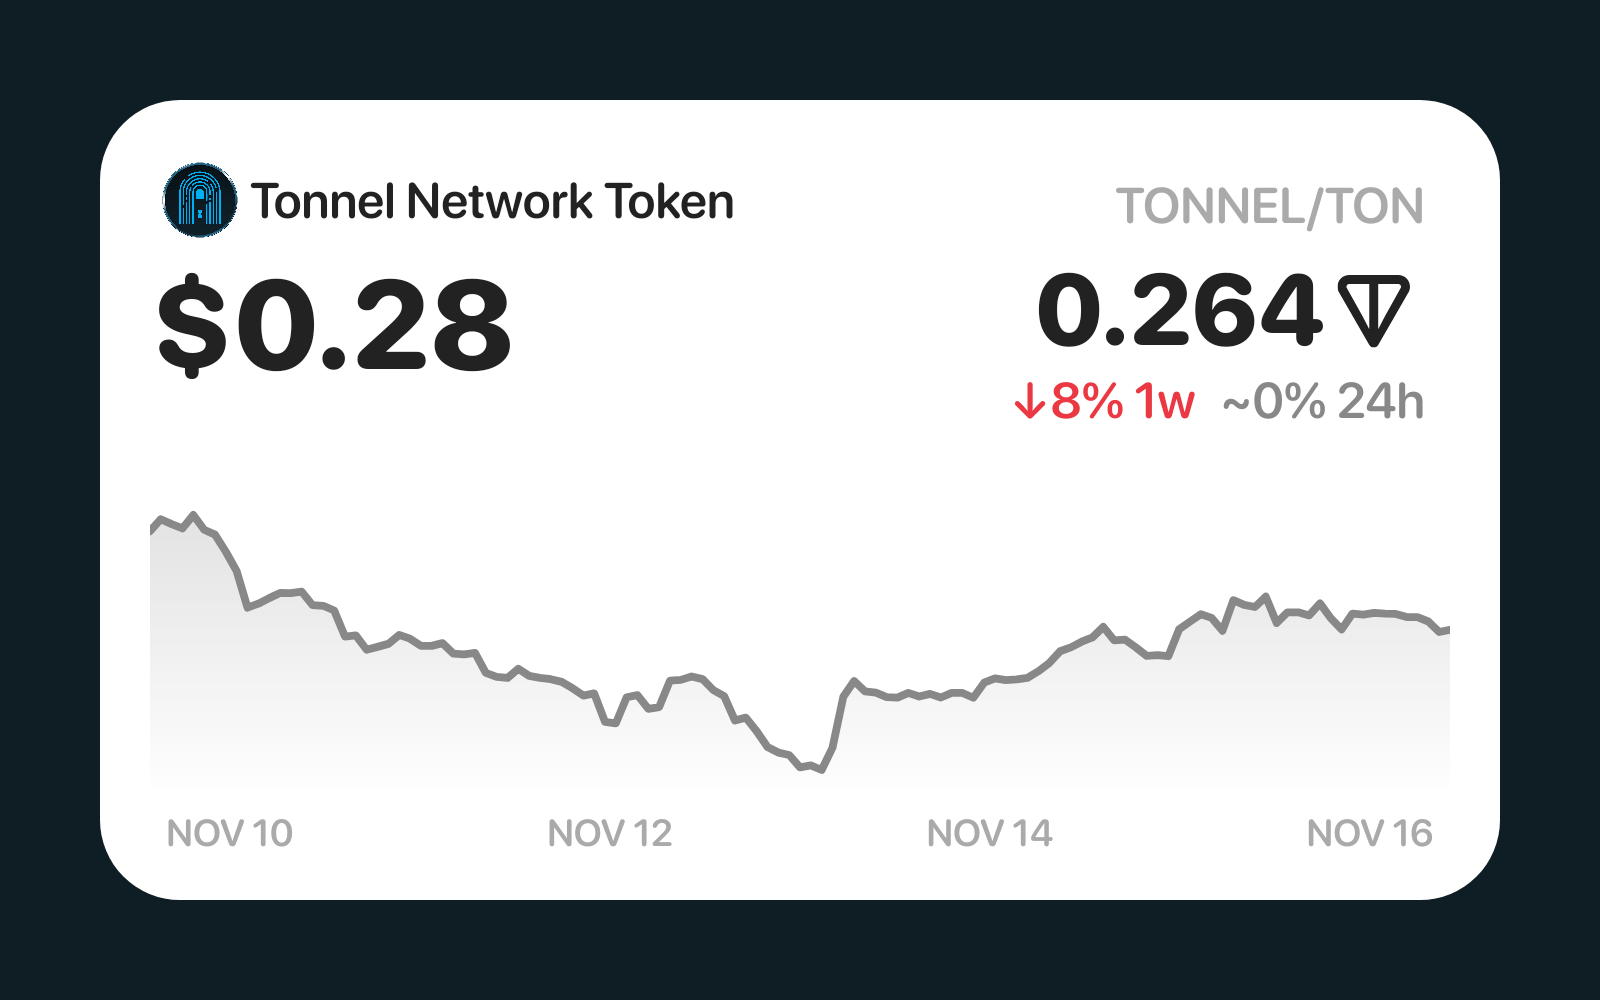 Tonnel Network Token
TONNEL/TON
$0.28
0.264
↓8% 1w ~0% 24h
NOV 10
NOV 12
NOV 14
NOV 16